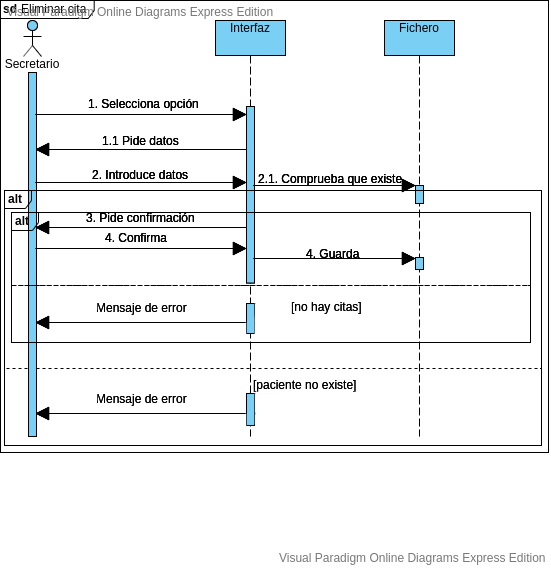 sd Eliminar cita
Visual Paradigm Online Diagrams Express Edition
Secretario
Interfaz
Fichero
1. Selecciona opción
1.1 Pide datos
2. Introduce datos
2.1. Comprueba que existe
alt
alt
3. Pide confirmación
4. Confirma
4. Guarda
[no hay citas]
Mensaje de error
[paciente no existe]
Mensaje de error
Visual Paradigm Online Diagrams Express Edition